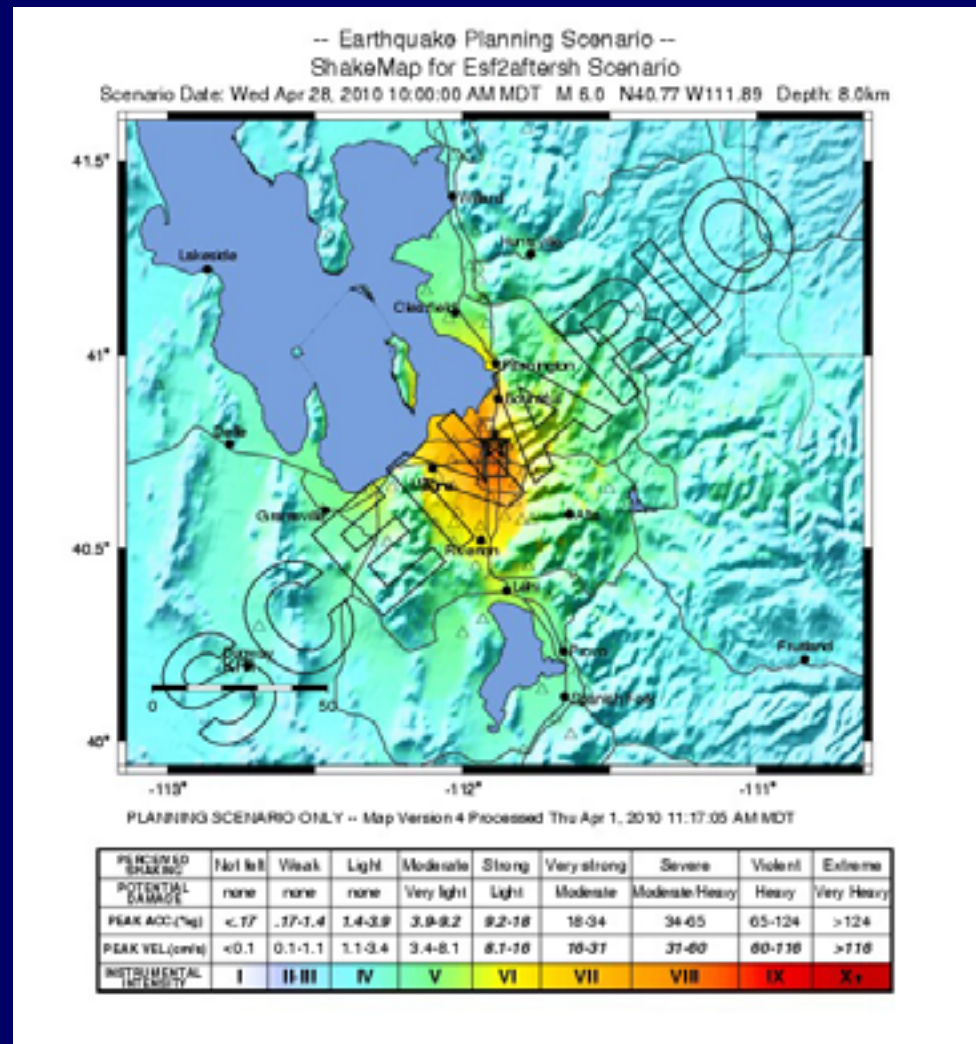 -- Earthquake Planning Scenario --
ShakeMap for Esf2aftersh Scenario
Scenario Date: Wed Apr 28, 2010 10:00:00 AM MDT M 6.0 N40.77 W111.89 Depth: 8.0km
41.5°
41°
40.5°
40°
Willard
Huntsville
Lakeside
Clearfield
Farmington
Bountiful
Delle
Magna
Grantsville
Alta
Riverton
Lehi
Dugway
Provo
Fruitland
Spanish Fork
SCENARIO
0 50
-113° -112° -111°
PLANNING SCENARIO ONLY -- Map Version 4 Processed Thu Apr 1, 2010 11:17:05 AM MDT
PERCEIVED SHAKING Not felt Weak Light Moderate Strong Very strong Severe Violent Extreme
POTENTIAL DAMAGE none none none Very light Light Moderate Moderate/Heavy Heavy Very Heavy
PEAK ACC.(%g) <.17 .17-1.4 1.4-3.9 3.9-9.2 9.2-18 18-34 34-65 65-124 >124
PEAK VEL.(cm/s) <0.1 0.1-1.1 1.1-3.4 3.4-8.1 8.1-16 16-31 31-60 60-116 >116
INSTRUMENTAL INTENSITY I II-III IV V VI VII VIII IX X+